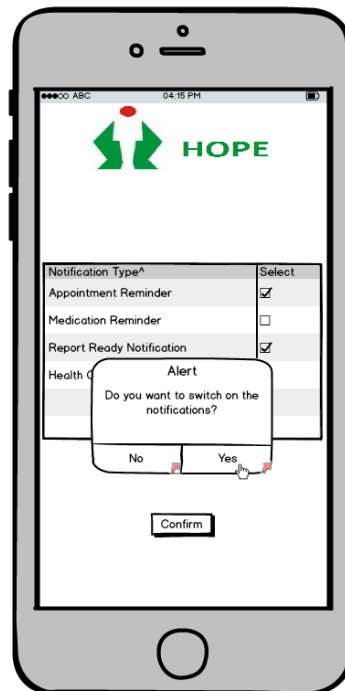 ABC 04:15 PM
HOPE
Notification Type^ Select
Appointment Reminder
Medication Reminder
Report Ready Notification
Health
Alert
Do you want to switch on the
notifications?
No Yes
Confirm